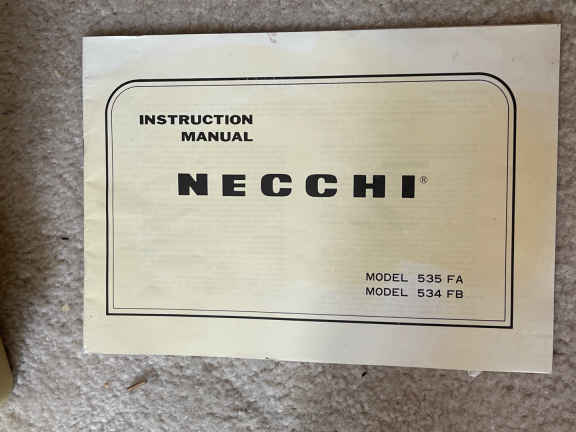 INSTRUCTION
MANUAL
NECCHI®
MODEL 535 FA
MODEL 534 FB